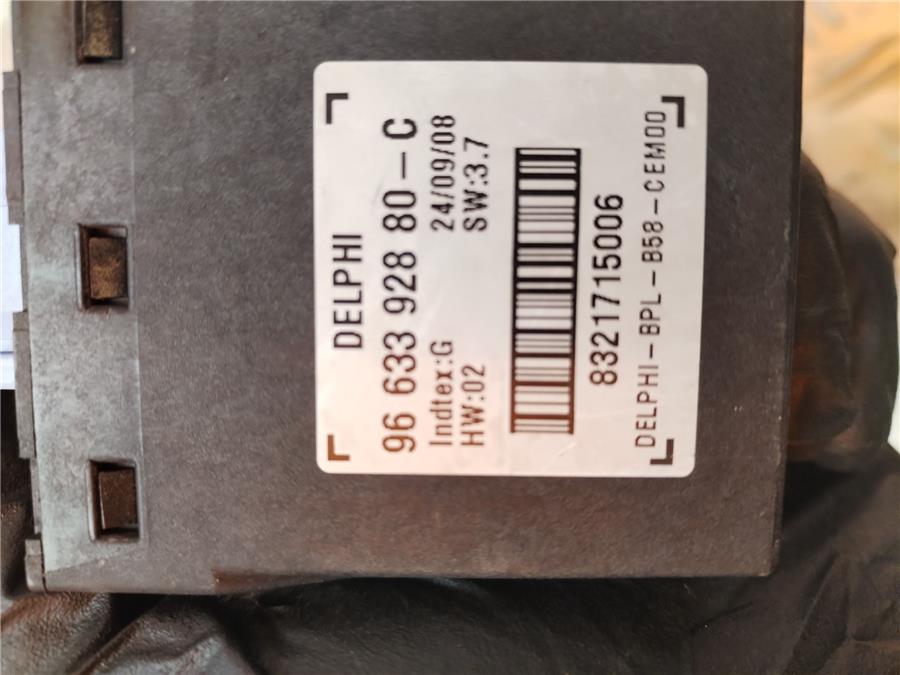 DELPHI
96 633 928 80-C
Indtex:G 24/09/08
HW:02 SW:3.7
8321715006
DELPHI-BPL-B58-CEM00